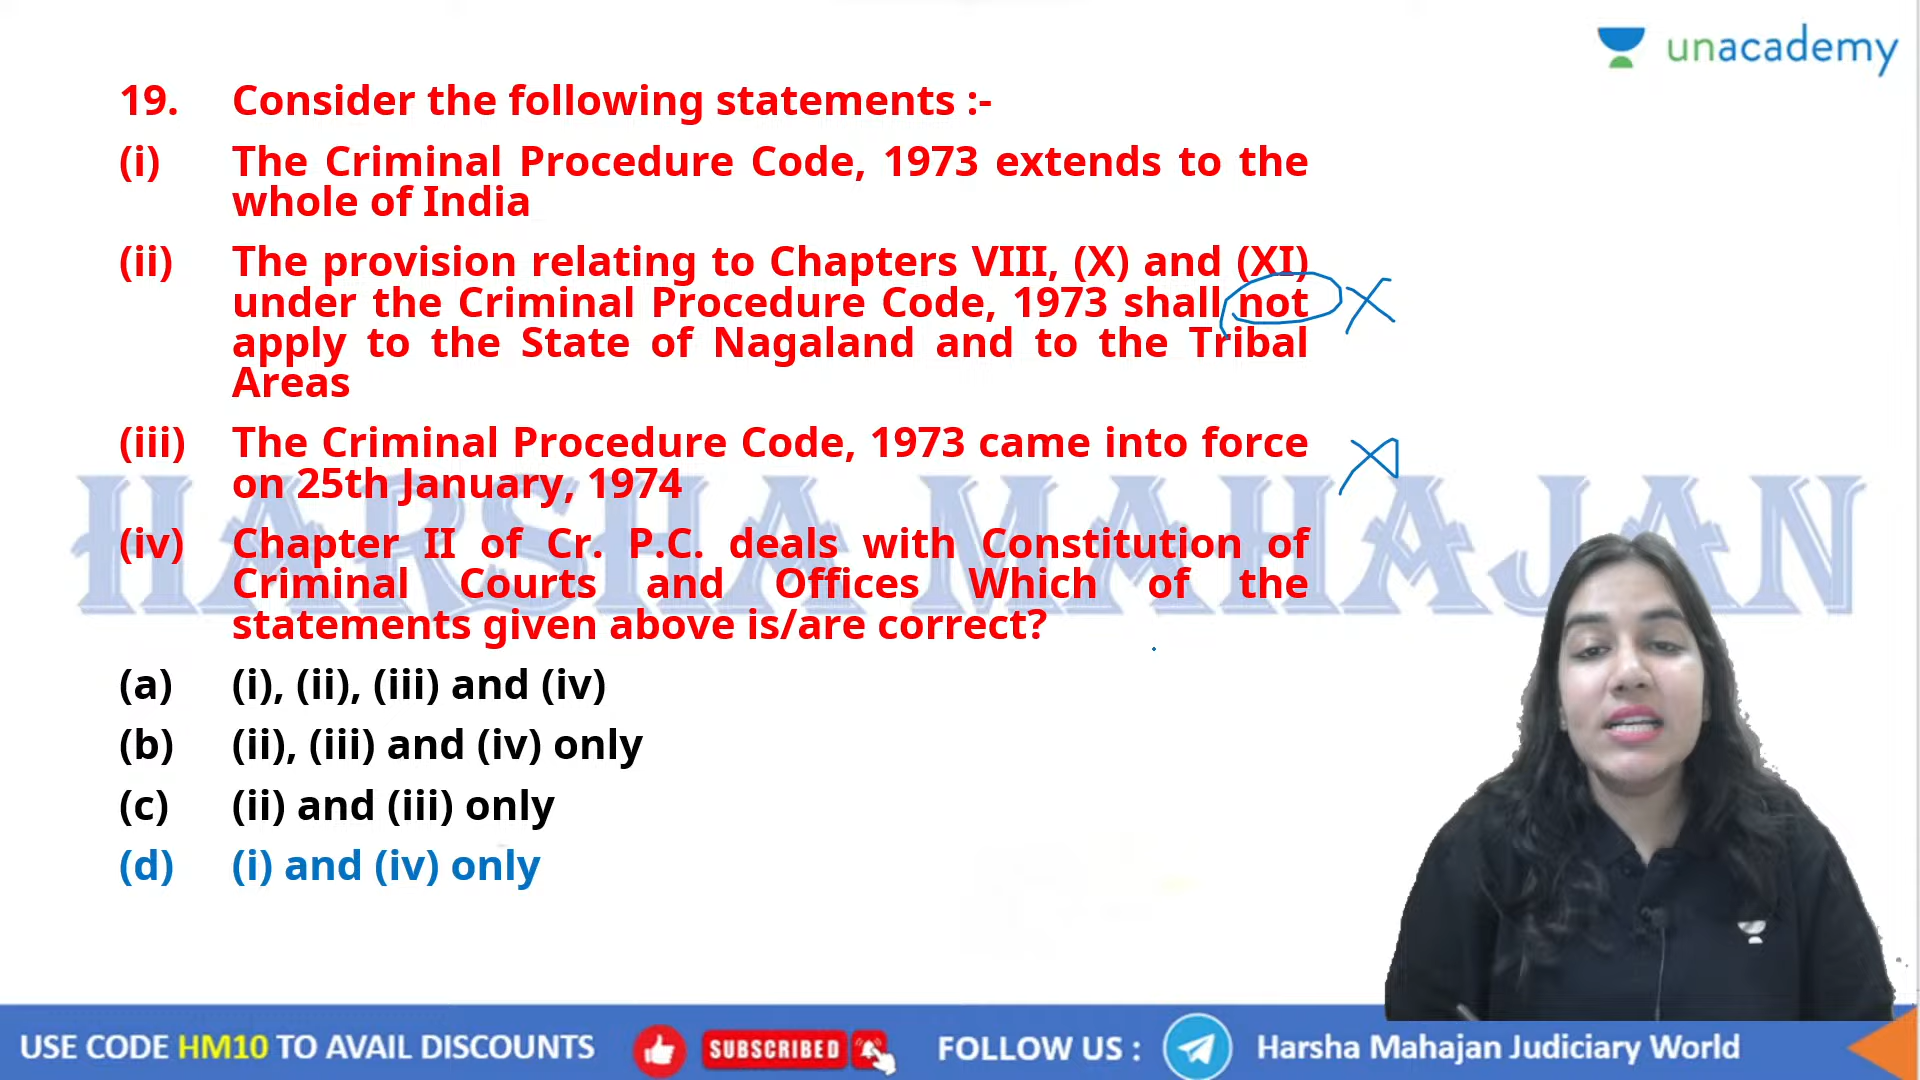 unacademy
19. Consider the following statements :-
(i) The Criminal Procedure Code, 1973 extends to the
whole of India
(ii) The provision relating to Chapters VIII, (X) and (XI)
under the Criminal Procedure Code, 1973 shall not
apply to the State of Nagaland and to the Tribal
Areas
(iii) The Criminal Procedure Code, 1973 came into force
on 25th January, 1974
HARSHA MAHAJAN
(iv) Chapter II of Cr. P.C. deals with Constitution of
Criminal Courts and Offices Which of the
statements given above is/are correct?
(a) (i), (ii), (iii) and (iv)
(b) (ii), (iii) and (iv) only
(c) (ii) and (iii) only
(d) (i) and (iv) only
USE CODE HM10 TO AVAIL DISCOUNTS SUBSCRIBED FOLLOW US : Harsha Mahajan Judiciary World